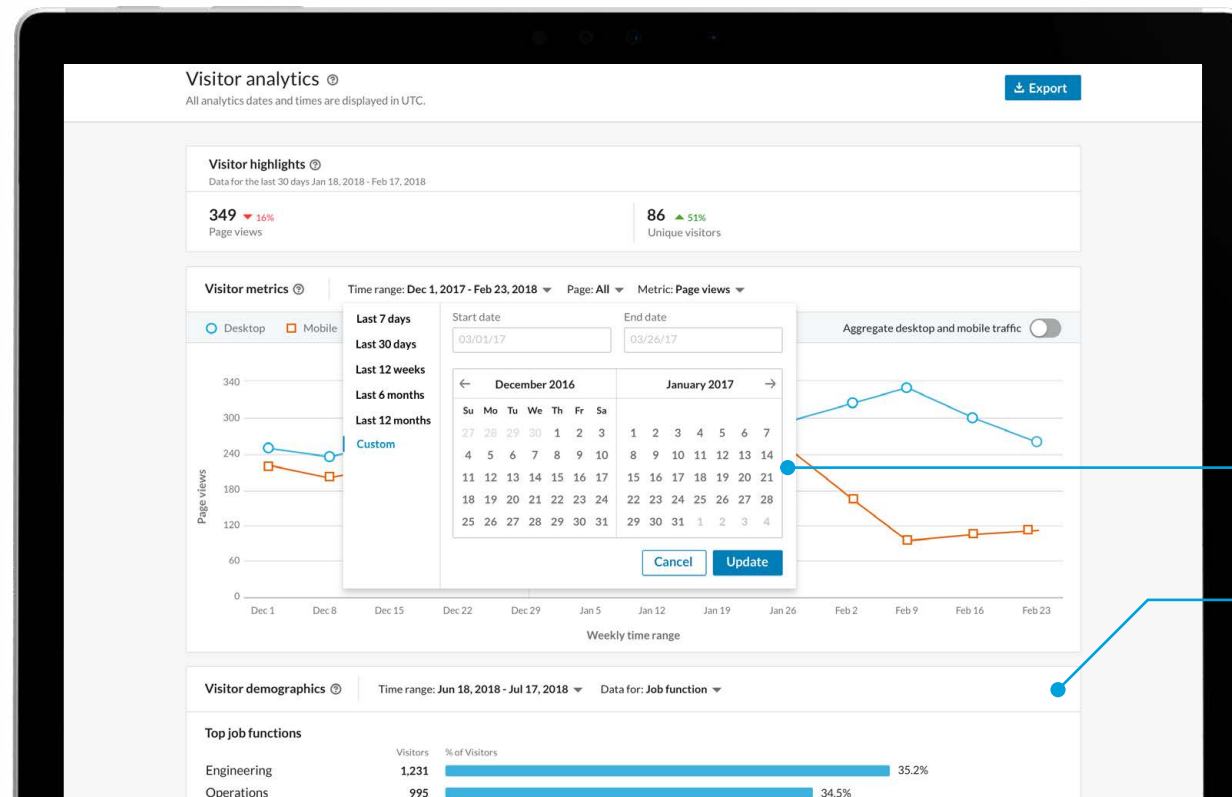 Visitor analytics
All analytics dates and times are displayed in UTC.
Export
Visitor highlights
Data for the last 30 days Jan 18, 2018 - Feb 17, 2018
349 16%
Page views
86 51%
Unique visitors
Visitor metrics Time range: Dec 1, 2017 - Feb 23, 2018 Page: All Metric: Page views
Desktop Mobile
Aggregate desktop and mobile traffic
Last 7 days
Last 30 days
Last 12 weeks
Last 6 months
Last 12 months
Custom
Start date End date
03/01/17 03/26/17
December 2016
Su Mo Tu We Th Fr Sa
27 28 29 30 1 2 3
4 5 6 7 8 9 10
11 12 13 14 15 16 17
18 19 20 21 22 23 24
25 26 27 28 29 30 31
January 2017
1 2 3 4 5 6 7
8 9 10 11 12 13 14
15 16 17 18 19 20 21
22 23 24 25 26 27 28
29 30 31 1 2 3 4
Cancel Update
Page views
340
300
240
180
120
60
0
Dec 1 Dec 8 Dec 15 Dec 22 Dec 29 Jan 5 Jan 12 Jan 19 Jan 26 Feb 2 Feb 9 Feb 16 Feb 23
Weekly time range
Visitor demographics Time range: Jun 18, 2018 - Jul 17, 2018 Data for: Job function
Top job functions
Visitors % of Visitors
Engineering 1,231 35.2%
Operations 995 34.5%